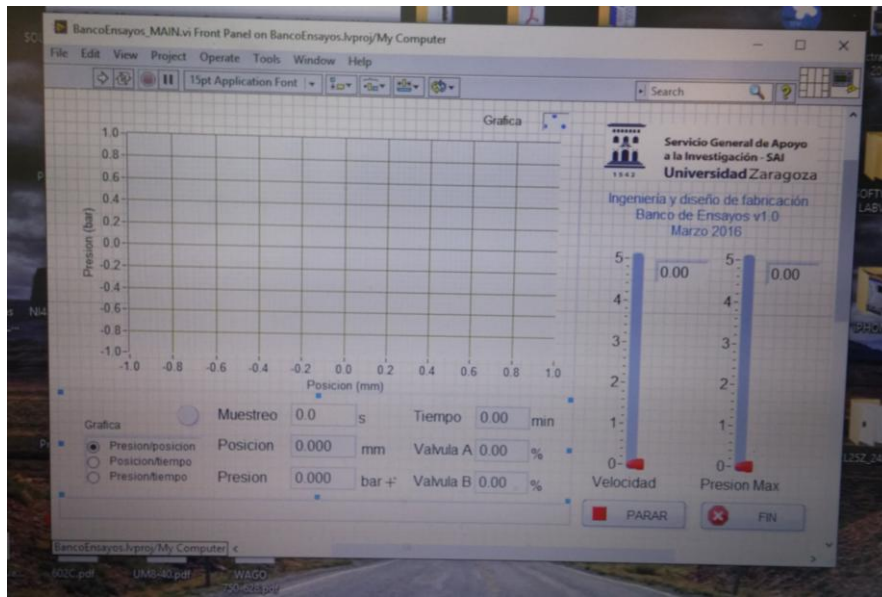 BancoEnsayos_MAIN.vi Front Panel on BancoEnsayos.lvproj/My Computer
File Edit View Project Operate Tools Window Help
15pt Application Font
Search
Grafica
Servicio General de Apoyo
a la Investigación - SAI
Universidad Zaragoza
1542
Ingeniería y diseño de fabricación
Banco de Ensayos v1.0
Marzo 2016
1.0
0.8
0.6
0.4
0.2
0.0
-0.2
-0.4
-0.6
-0.8
-1.0
Presion (bar)
-1.0 -0.8 -0.6 -0.4 -0.2 0.0 0.2 0.4 0.6 0.8 1.0
Posicion (mm)
5 0.00 5 0.00
4 4
3 3
2 2
1 1
0 0
Velocidad Presion Max
Grafica
Presion/posicion
Posicion/tiempo
Presion/tiempo
Muestreo 0.0 s Tiempo 0.00 min
Posicion 0.000 mm Valvula A 0.00 %
Presion 0.000 bar Valvula B 0.00 %
PARAR FIN
BancoEnsayos.lvproj/My Computer
602C.pdf UM8-40.pdf WAGO